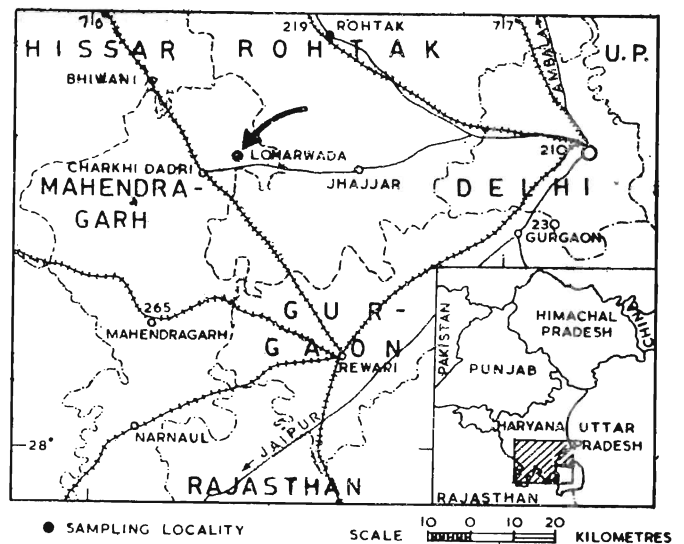 76 219 ROHTAK 77
HISSAR ROHTAK AMBALA U.P.
BHIWANI
LOHARWADA 210
CHARKHI DADRI JHAJJAR
MAHENDRA- DELHI
GARH
230
GURGAON
265 GUR-
MAHENDRAGARH GAON
REWARI
NARNAUL
28° JAIPUR
RAJASTHAN
PAKISTAN
HIMACHAL
PRADESH
CHINA
PUNJAB
HARYANA UTTAR
PRADESH
RAJASTHAN
SAMPLING LOCALITY
SCALE 10 0 10 20 KILOMETRES